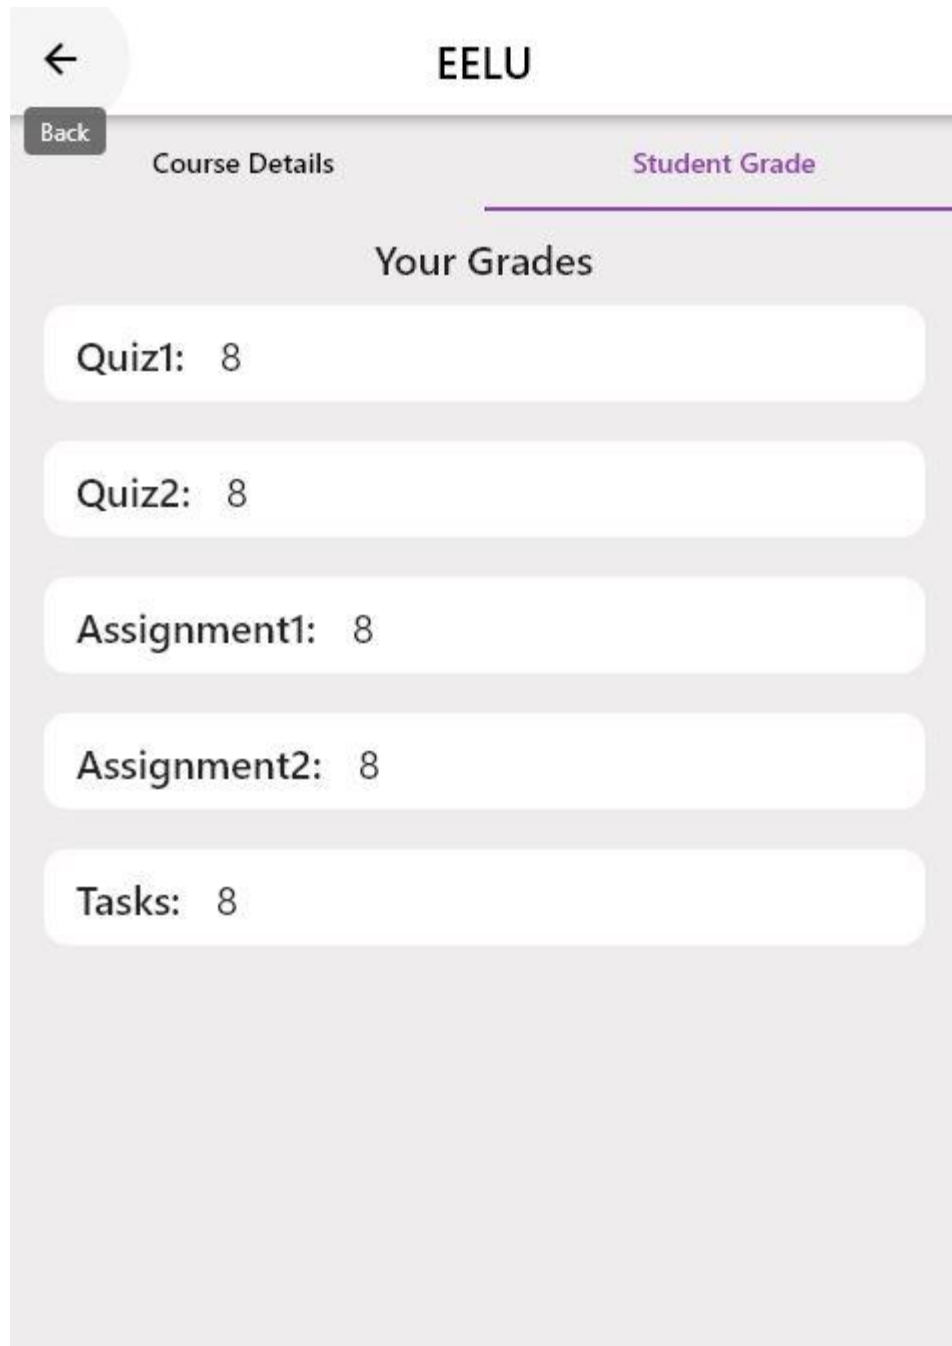 EELU
Back
Course Details
Student Grade
Your Grades
Quiz1: 8
Quiz2: 8
Assignment1: 8
Assignment2: 8
Tasks: 8